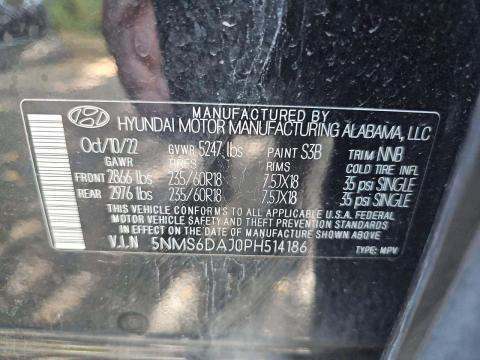 MANUFACTURED BY
HYUNDAI MOTOR MANUFACTURING ALABAMA, LLC
Oct/10/22 GVWR 5247 lbs PAINT S3B TRIM NNB
GAWR TIRES RIMS COLD TIRE INFL
FRONT 2866 lbs 235/60R18 7.5JX18 35 psi SINGLE
REAR 2976 lbs 235/60R18 7.5JX18 35 psi SINGLE
THIS VEHICLE CONFORMS TO ALL APPLICABLE U.S.A. FEDERAL
MOTOR VEHICLE SAFETY AND THEFT PREVENTION STANDARDS
IN EFFECT ON THE DATE OF MANUFACTURE SHOWN ABOVE.
V.I.N 5NMS6DAJ0PH514186 TYPE: MPV